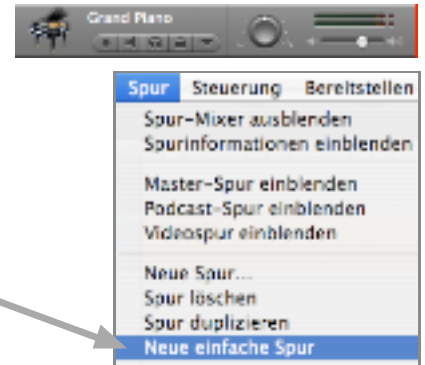 Grand Piano
Spur Steuerung Bereitstellen
Spur-Mixer ausblenden
Spurinformationen einblenden
Master-Spur einblenden
Podcast-Spur einblenden
Videospur einblenden
Neue Spur...
Spur löschen
Spur duplizieren
Neue einfache Spur